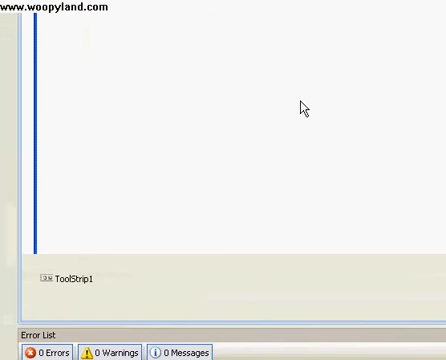 www.woopyland.com
ToolStrip1
Error List
0 Errors
0 Warnings
0 Messages